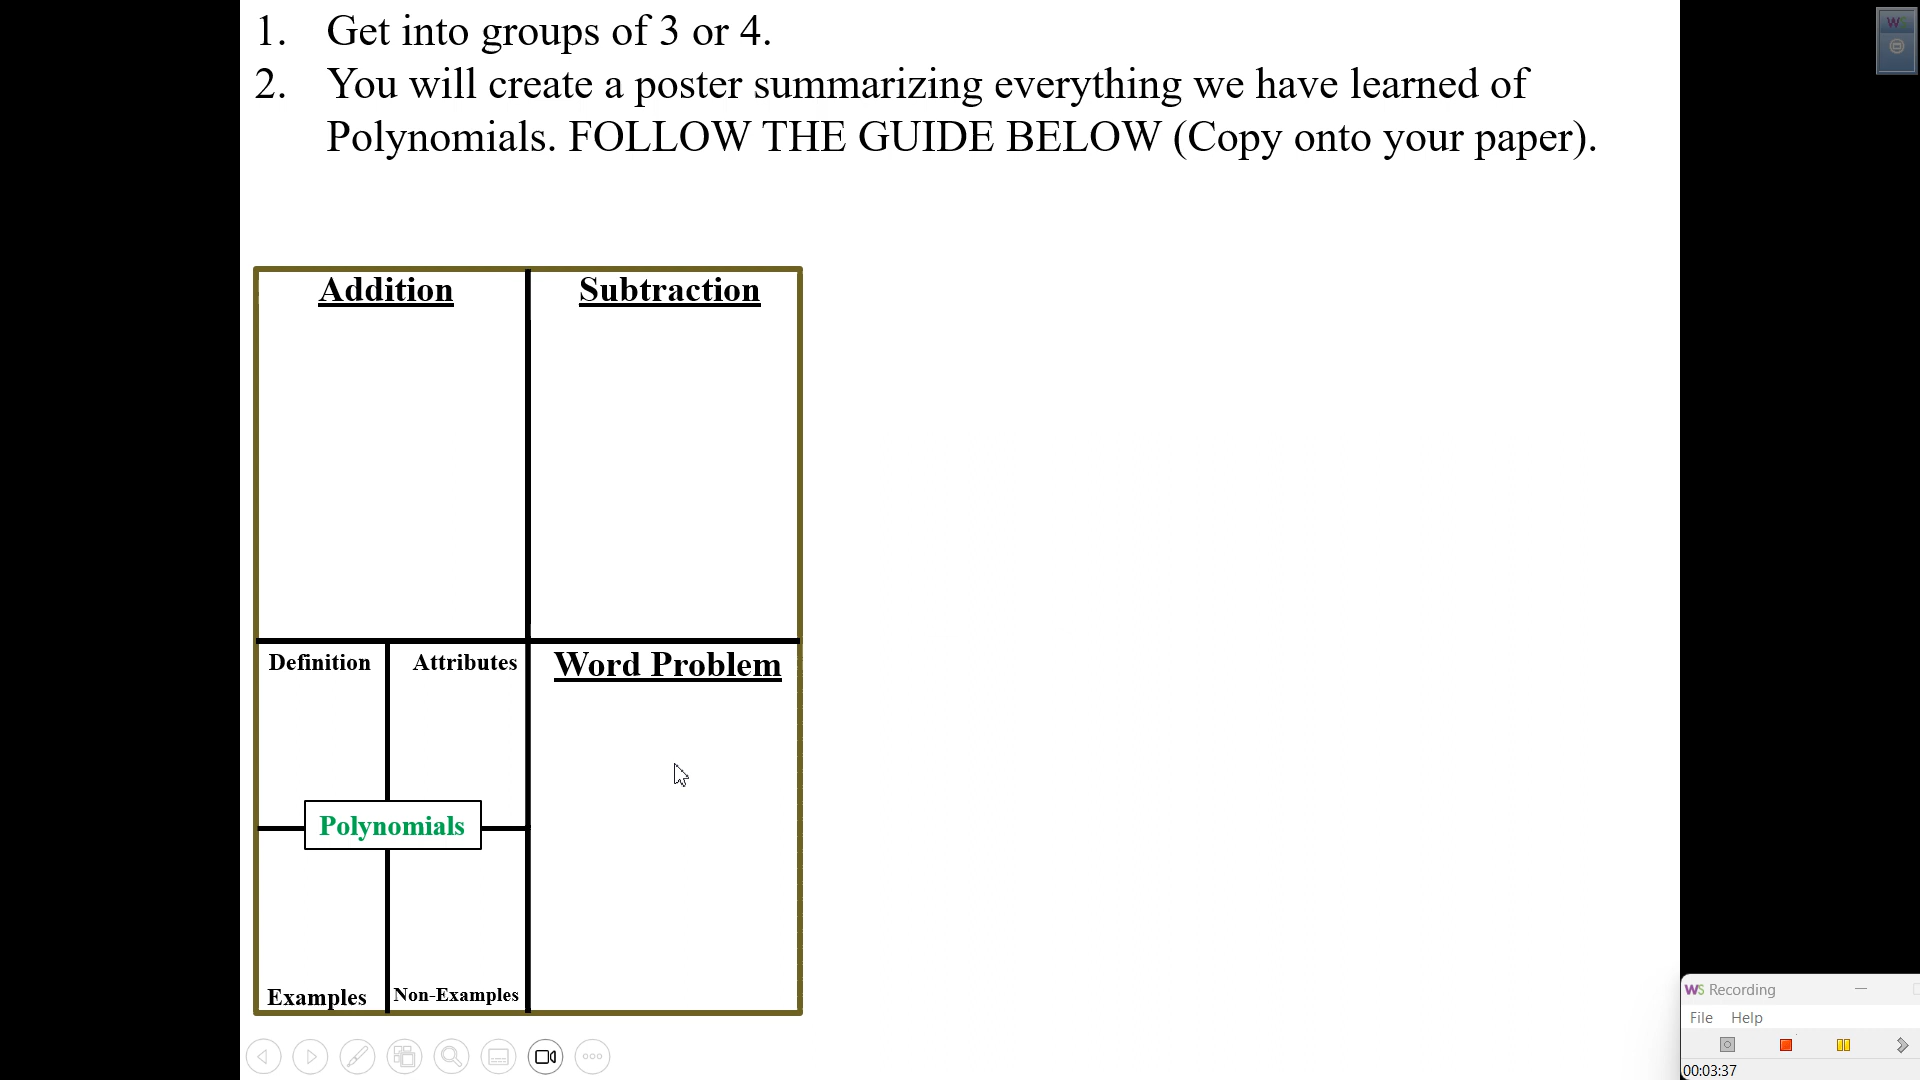 1. Get into groups of 3 or 4.
2. You will create a poster summarizing everything we have learned of
Polynomials. FOLLOW THE GUIDE BELOW (Copy onto your paper).
Addition
Subtraction
Definition
Attributes
Word Problem
Polynomials
Examples
Non-Examples
WS
WS Recording
File Help
00:03:37